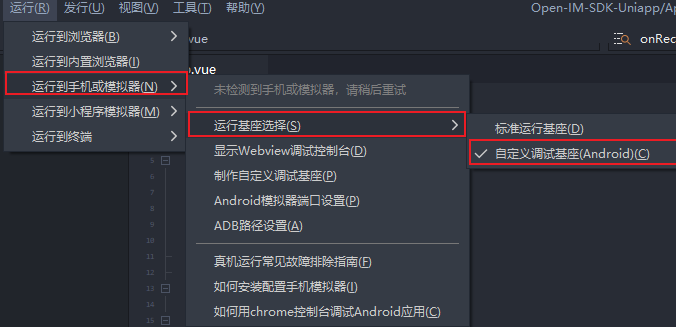 运行(R) 发行(U) 视图(V) 工具(T) 帮助(Y) Open-IM-SDK-Uniapp/Ap
运行到浏览器(B) .vue onRec
运行到内置浏览器(I)
运行到手机或模拟器(N) .vue
未检测到手机或模拟器，请稍后重试
运行到小程序模拟器(M)
运行基座选择(S)
标准运行基座(D)
运行到终端
显示Webview调试控制台(D)
自定义调试基座(Android)(C)
5
制作自定义调试基座(P)
6
7
Android模拟器端口设置(P)
8
9
ADB路径设置(A)
10
11
真机运行常见故障排除指南(F)
12
如何安装配置手机模拟器(I)
13
14
如何用chrome控制台调试Android应用(C)
15